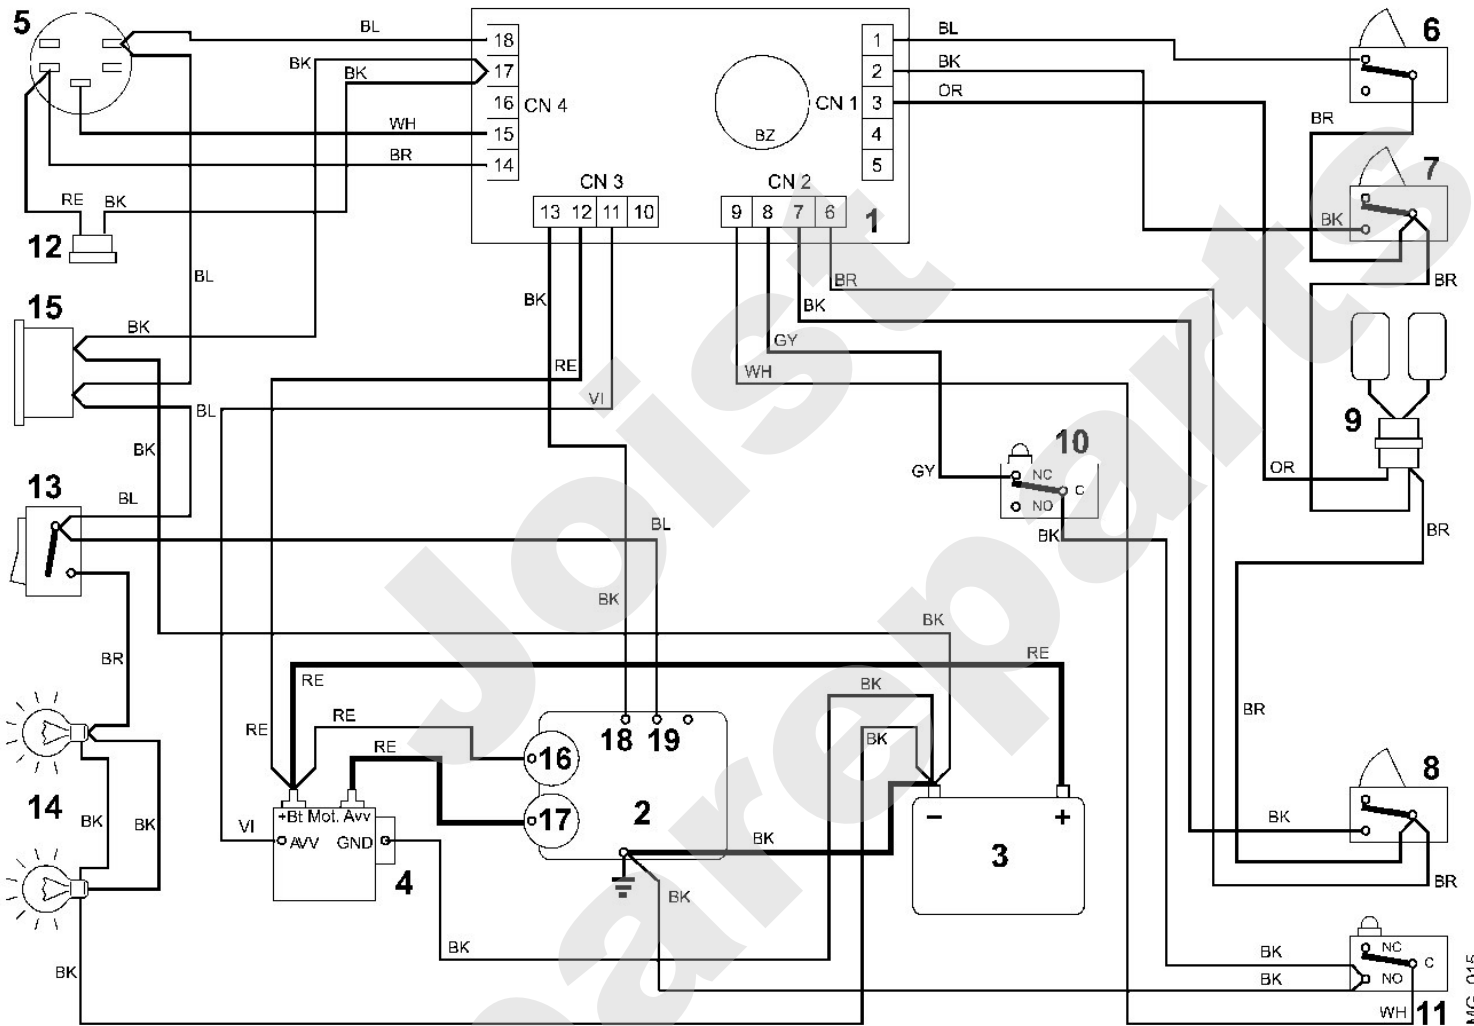 5
BL
18
1
BL
6
BK
BK
17
2
BK
16
CN 4
CN 1
3
OR
WH
15
BZ
4
BR
BR
14
5
7
CN 3
CN 2
RE
BK
13 12 11 10
9 8 7 6
1
BK
12
BL
BR
BR
15
BK
BK
BK
GY
RE
WH
VI
BL
9
BK
10
GY
NC
C
NO
OR
13
BL
BL
BK
BR
BK
BK
BR
RE
RE
BK
BR
RE
RE
BK
18 19
RE
16
8
14
+Bt Mot. Avv
2
17
BK
BK
VI
AVV
GND
BK
3
- +
BK
4
BK
BR
BK
BK
NC
C
BK
BK
NO
WH
11
MG_015
Joist
spareparts